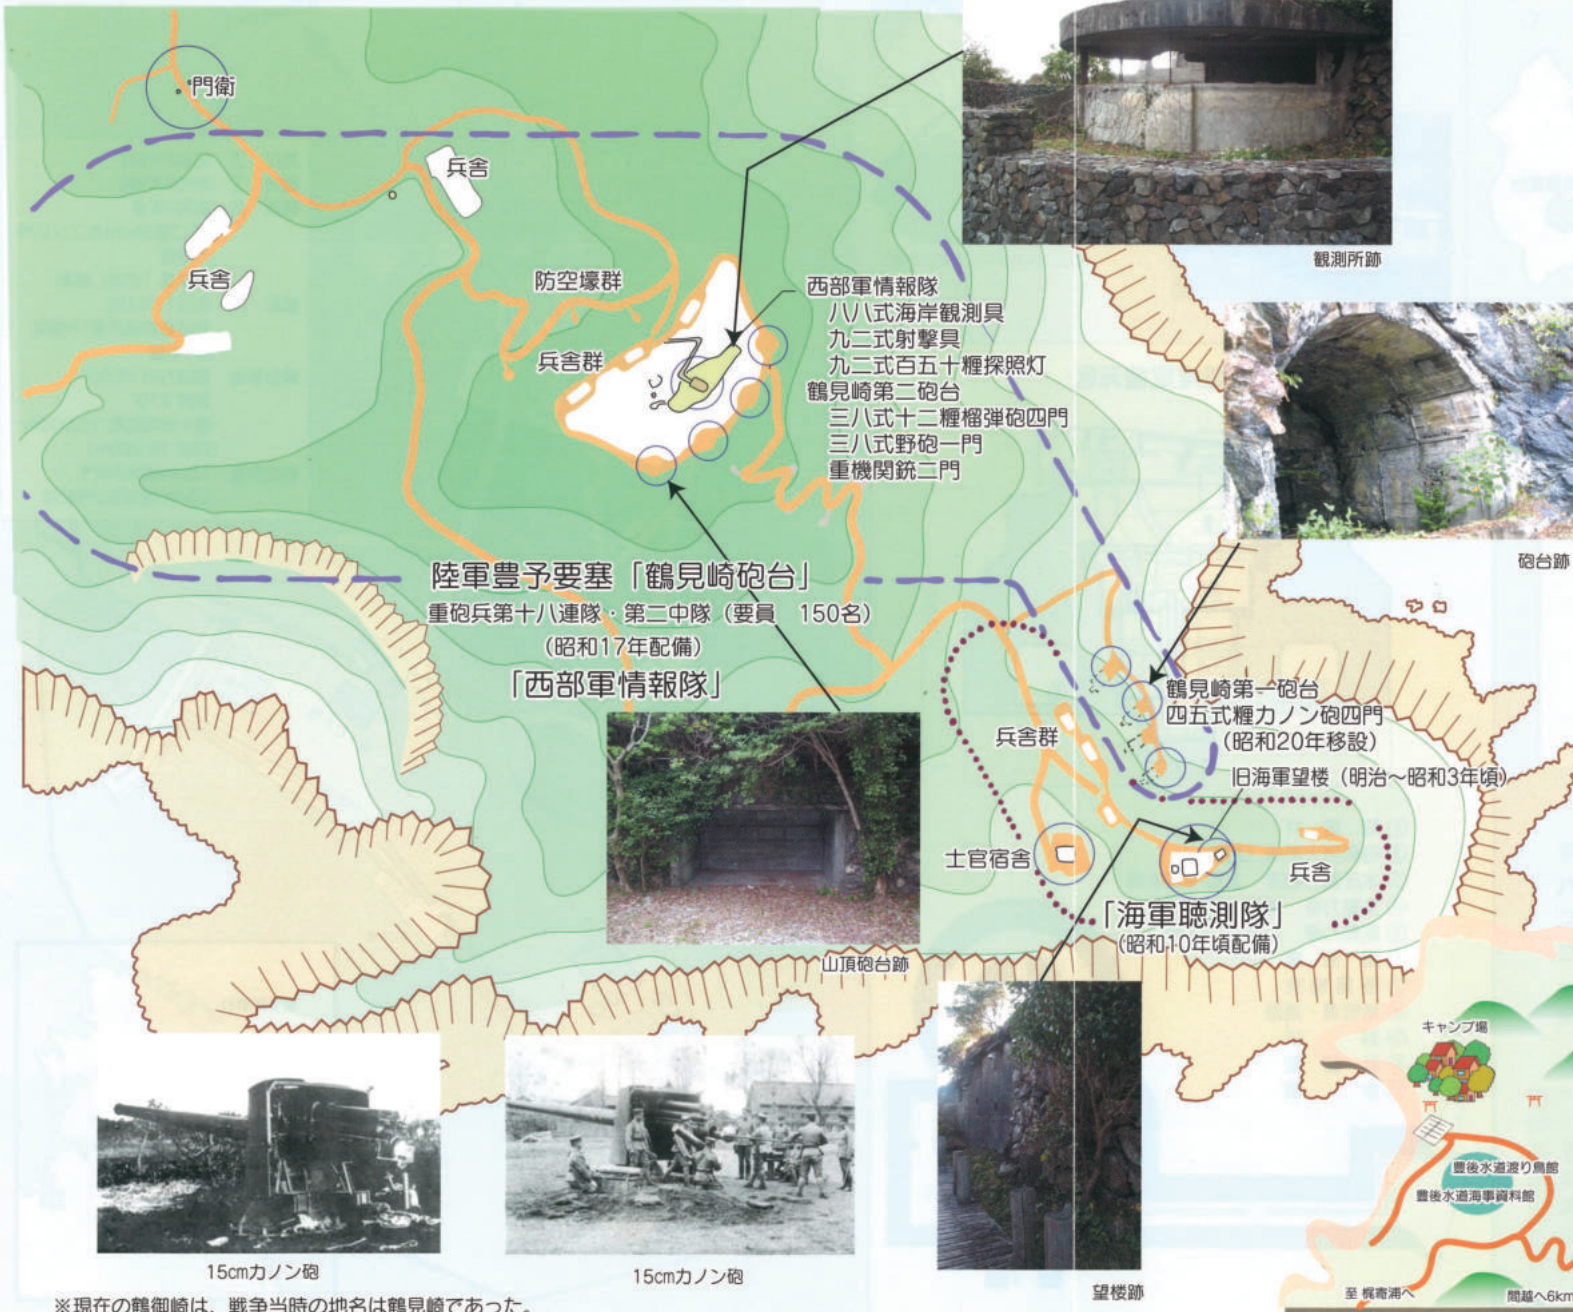 門衛
兵舎
兵舎
防空壕群
兵舎群
観測所跡
西部軍情報隊
八八式海岸観測具
九二式射撃具
九二式百五十糎探照灯
鶴見崎第二砲台
三八式十二糎榴弾砲四門
三八式野砲一門
重機関銃二門
砲台跡
陸軍豊予要塞「鶴見崎砲台」
重砲兵第十八連隊・第二中隊（要員　150名）
（昭和17年配備）
「西部軍情報隊」
鶴見崎第一砲台
四五式糎カノン砲四門
（昭和20年移設）
兵舎群
旧海軍望楼（明治～昭和3年頃）
士官宿舎
兵舎
「海軍聴測隊」
（昭和10年頃配備）
山頂砲台跡
キャンプ場
豊後水道渡り鳥館
豊後水道海事資料館
至 梶寄浦へ
間越へ6km
15cmカノン砲
15cmカノン砲
望楼跡
※現在の鶴御崎は、戦争当時の地名は鶴見崎であった。